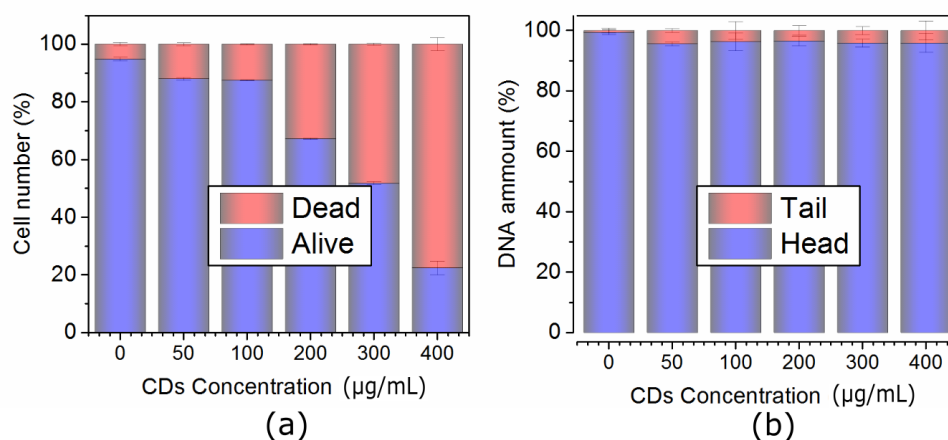 Cell number (%)
100
80
60
40
20
0
Dead
Alive
0 50 100 200 300 400
CDs Concentration (µg/mL)
(a)
DNA ammount (%)
100
80
60
40
20
0
Tail
Head
0 50 100 200 300 400
CDs Concentration (µg/mL)
(b)